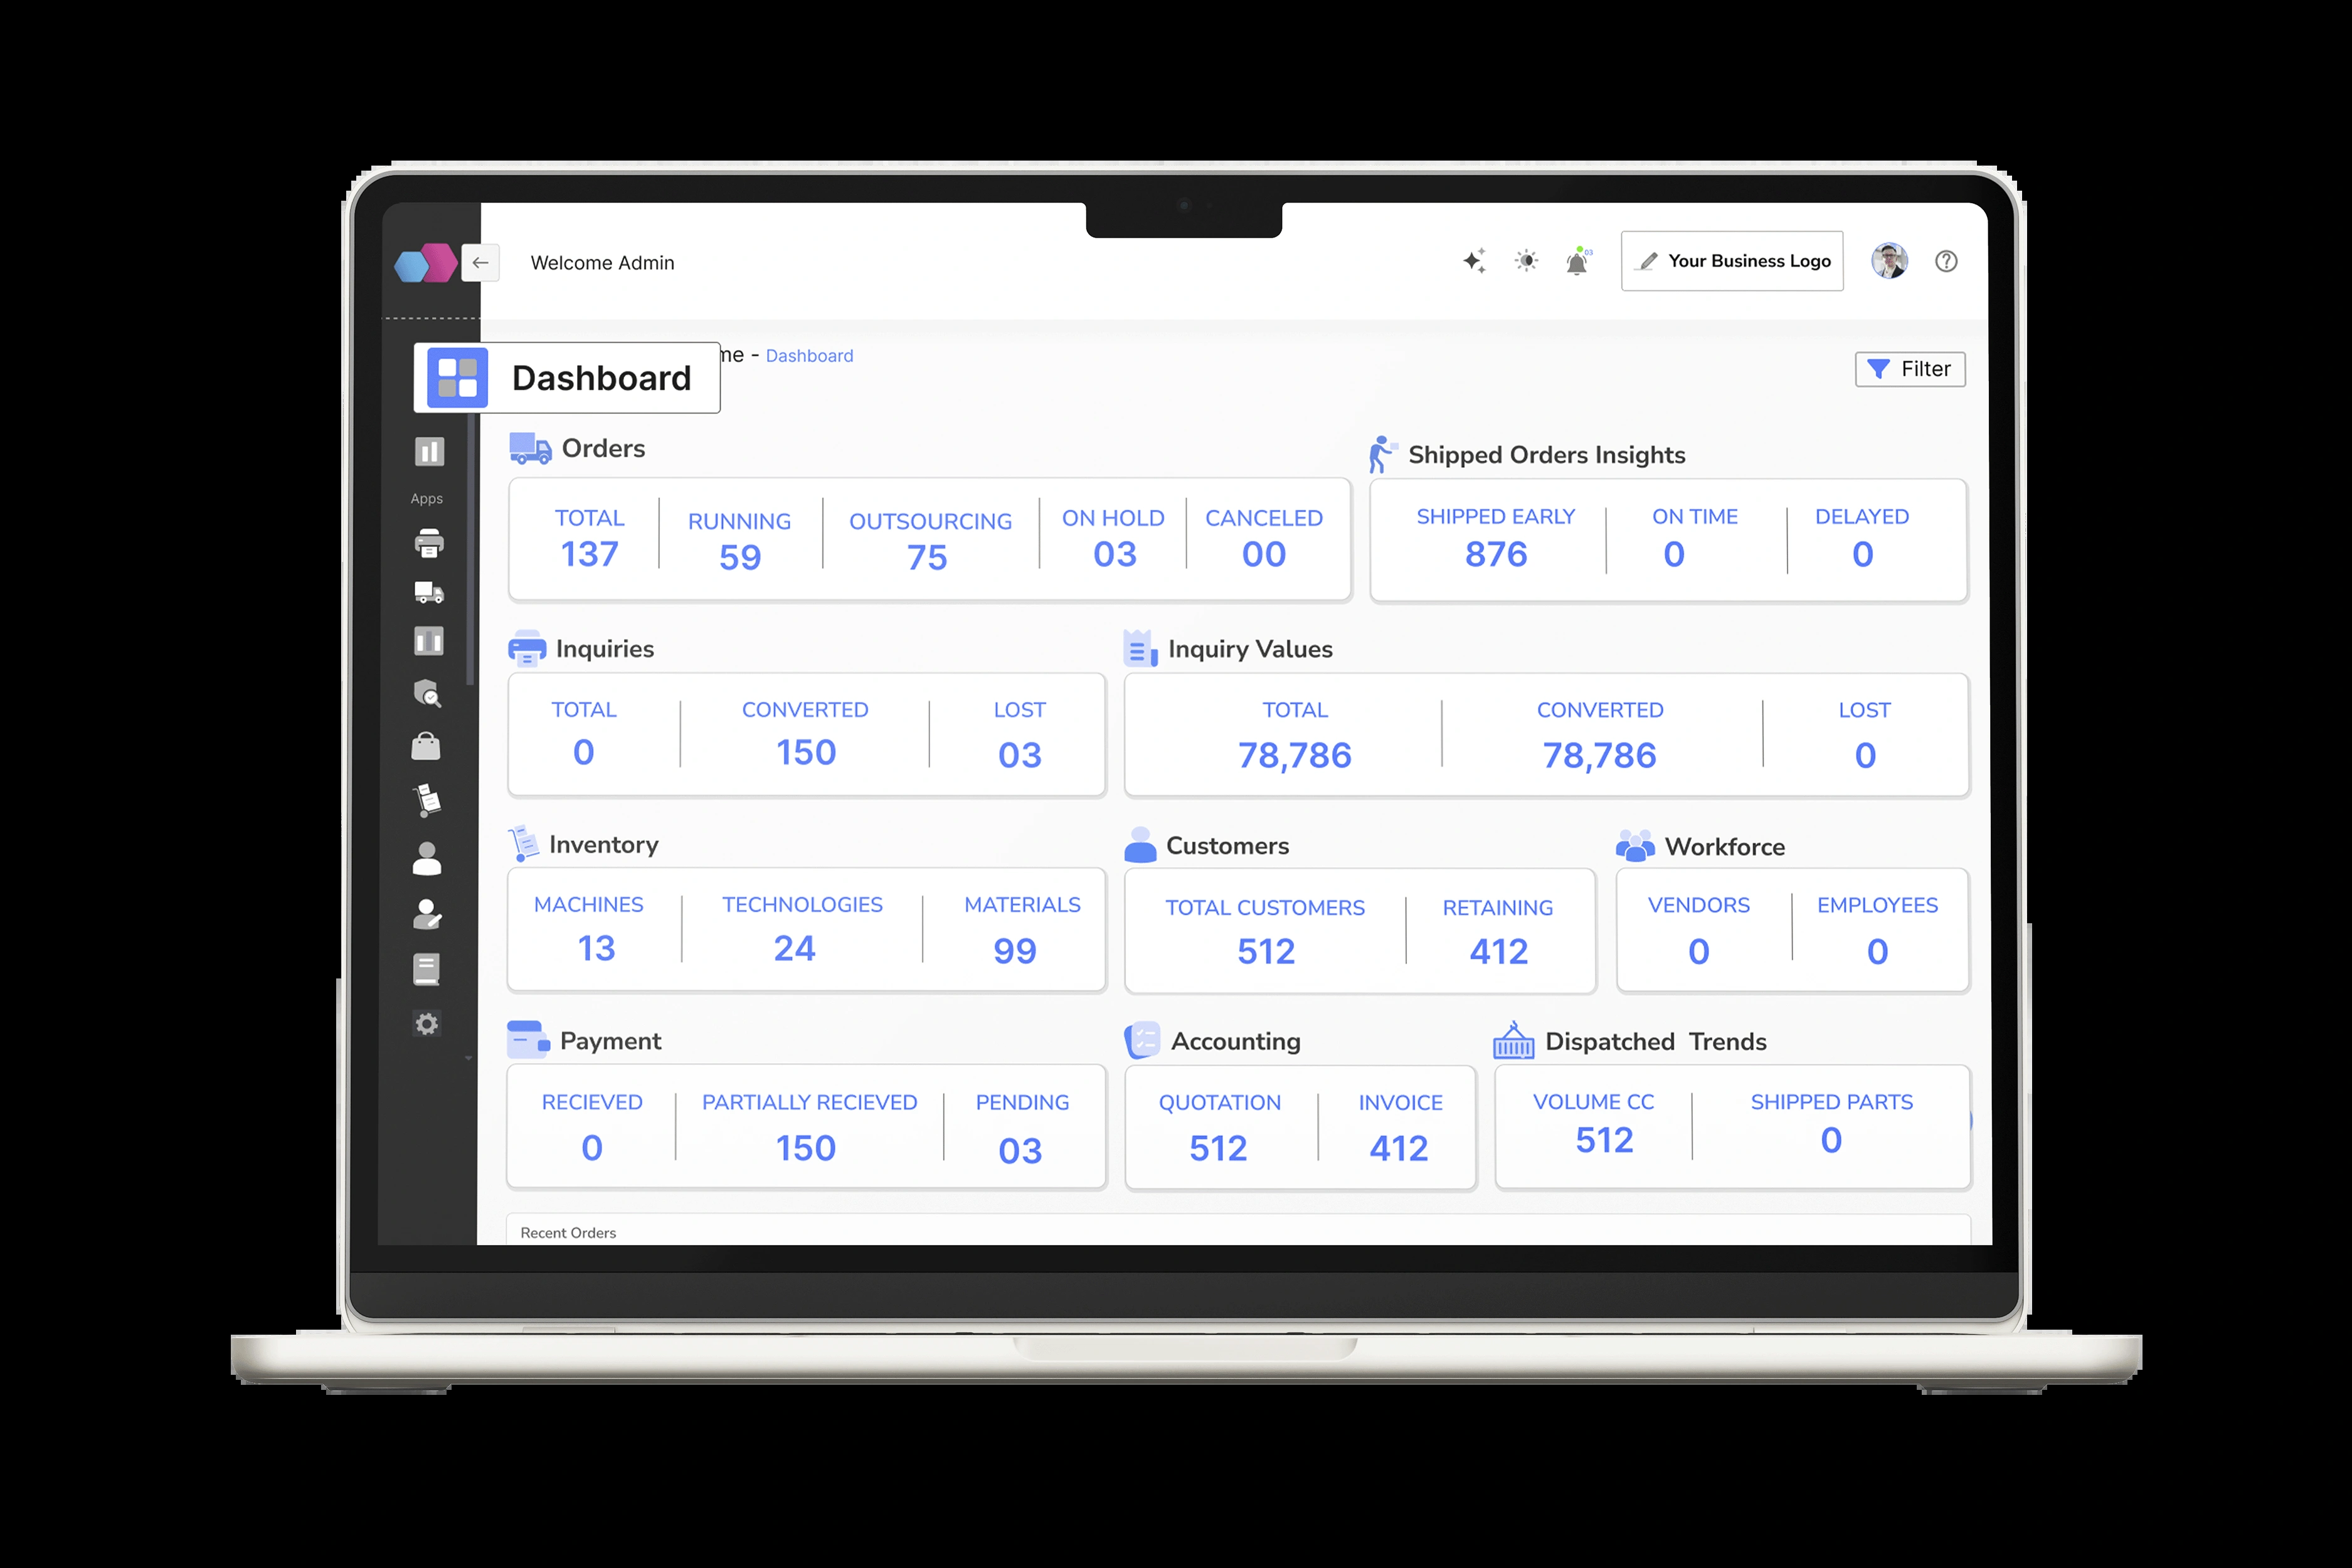 Welcome Admin
03
Your Business Logo
me - Dashboard
Dashboard
Filter
Orders
TOTAL RUNNING OUTSOURCING ON HOLD CANCELED
137 59 75 03 00
Shipped Orders Insights
SHIPPED EARLY ON TIME DELAYED
876 0 0
Apps
Inquiries
TOTAL CONVERTED LOST
0 150 03
Inquiry Values
TOTAL CONVERTED LOST
78,786 78,786 0
Inventory
MACHINES TECHNOLOGIES MATERIALS
13 24 99
Customers
TOTAL CUSTOMERS RETAINING
512 412
Workforce
VENDORS EMPLOYEES
0 0
Payment
RECIEVED PARTIALLY RECIEVED PENDING
0 150 03
Accounting
QUOTATION INVOICE
512 412
Dispatched Trends
VOLUME CC SHIPPED PARTS
512 0
Recent Orders